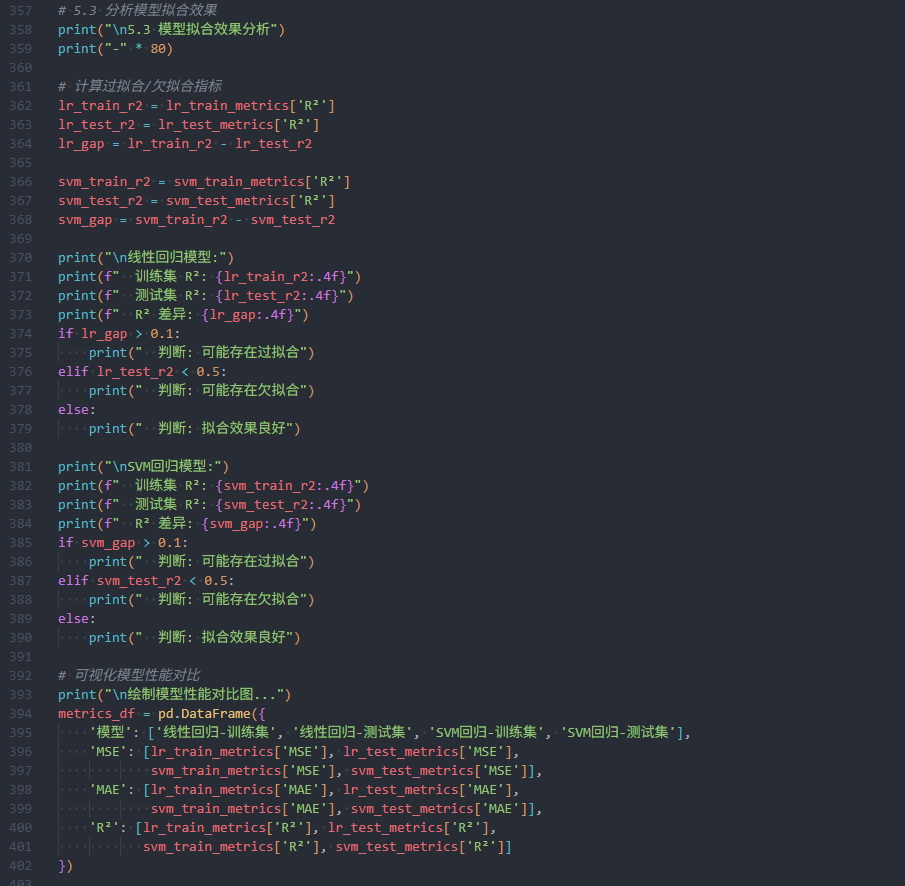 357 # 5.3 分析模型拟合效果
358 print("\n5.3 模型拟合效果分析")
359 print("-" * 80)
360
361 # 计算过拟合/欠拟合指标
362 lr_train_r2 = lr_train_metrics['R²']
363 lr_test_r2 = lr_test_metrics['R²']
364 lr_gap = lr_train_r2 - lr_test_r2
365
366 svm_train_r2 = svm_train_metrics['R²']
367 svm_test_r2 = svm_test_metrics['R²']
368 svm_gap = svm_train_r2 - svm_test_r2
369
370 print("\n线性回归模型:")
371 print(f"  训练集 R²: {lr_train_r2:.4f}")
372 print(f"  测试集 R²: {lr_test_r2:.4f}")
373 print(f"  R² 差异: {lr_gap:.4f}")
374 if lr_gap > 0.1:
375     print("  判断: 可能存在过拟合")
376 elif lr_test_r2 < 0.5:
377     print("  判断: 可能存在欠拟合")
378 else:
379     print("  判断: 拟合效果良好")
380
381 print("\nSVM回归模型:")
382 print(f"  训练集 R²: {svm_train_r2:.4f}")
383 print(f"  测试集 R²: {svm_test_r2:.4f}")
384 print(f"  R² 差异: {svm_gap:.4f}")
385 if svm_gap > 0.1:
386     print("  判断: 可能存在过拟合")
387 elif svm_test_r2 < 0.5:
388     print("  判断: 可能存在欠拟合")
389 else:
390     print("  判断: 拟合效果良好")
391
392 # 可视化模型性能对比
393 print("\n绘制模型性能对比图...")
394 metrics_df = pd.DataFrame({
395     '模型': ['线性回归-训练集', '线性回归-测试集', 'SVM回归-训练集', 'SVM回归-测试集'],
396     'MSE': [lr_train_metrics['MSE'], lr_test_metrics['MSE'],
397             svm_train_metrics['MSE'], svm_test_metrics['MSE']],
398     'MAE': [lr_train_metrics['MAE'], lr_test_metrics['MAE'],
399             svm_train_metrics['MAE'], svm_test_metrics['MAE']],
400     'R²': [lr_train_metrics['R²'], lr_test_metrics['R²'],
401            svm_train_metrics['R²'], svm_test_metrics['R²']]
402 })
403